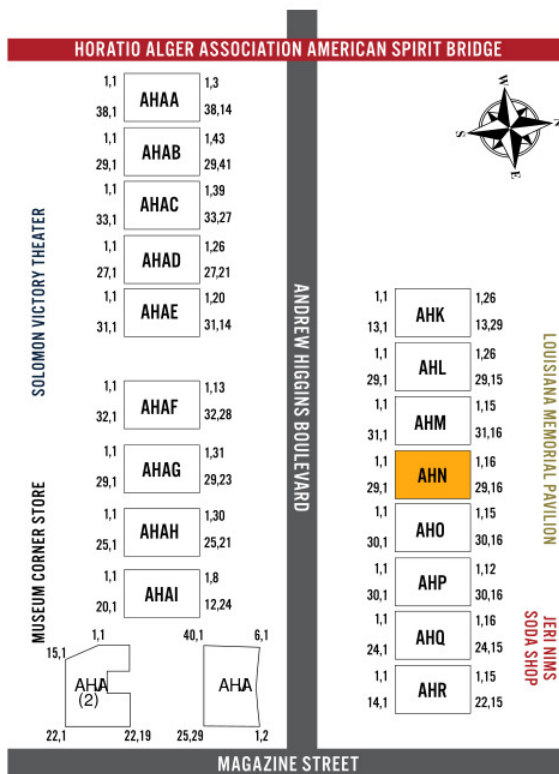 HORATIO ALGER ASSOCIATION AMERICAN SPIRIT BRIDGE
W
N
S
E
1,1 AHAA 1,3
38,1 38,14
1,1 AHAB 1,43
29,1 29,41
1,1 AHAC 1,39
33,1 33,27
1,1 AHAD 1,26
27,1 27,21
1,1 AHAE 1,20
31,1 31,14
1,1 AHAF 1,13
32,1 32,28
1,1 AHAG 1,31
29,1 29,23
1,1 AHAH 1,30
25,1 25,21
1,1 AHAI 1,8
20,1 12,24
1,1
15,1
AHA
(2)
22,1 22,19
40,1 6,1
AHA
25,29 1,2
SOLOMON VICTORY THEATER
MUSEUM CORNER STORE
ANDREW HIGGINS BOULEVARD
1,1 AHK 1,26
13,1 13,29
1,1 AHL 1,26
29,1 29,15
1,1 AHM 1,15
31,1 31,16
1,1 AHN 1,16
29,1 29,16
1,1 AHO 1,15
30,1 30,16
1,1 AHP 1,12
30,1 30,16
1,1 AHQ 1,16
24,1 24,15
1,1 AHR 1,15
14,1 22,15
LOUISIANA MEMORIAL PAVILION
JERI NIMS
SODA SHOP
MAGAZINE STREET